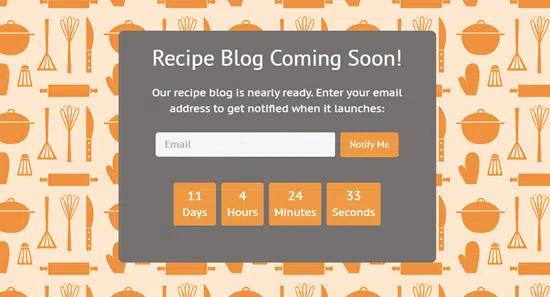 Recipe Blog Coming Soon!
Our recipe blog is nearly ready. Enter your email
address to get notified when it launches:
Email Notify Me
11 4 24 33
Days Hours Minutes Seconds